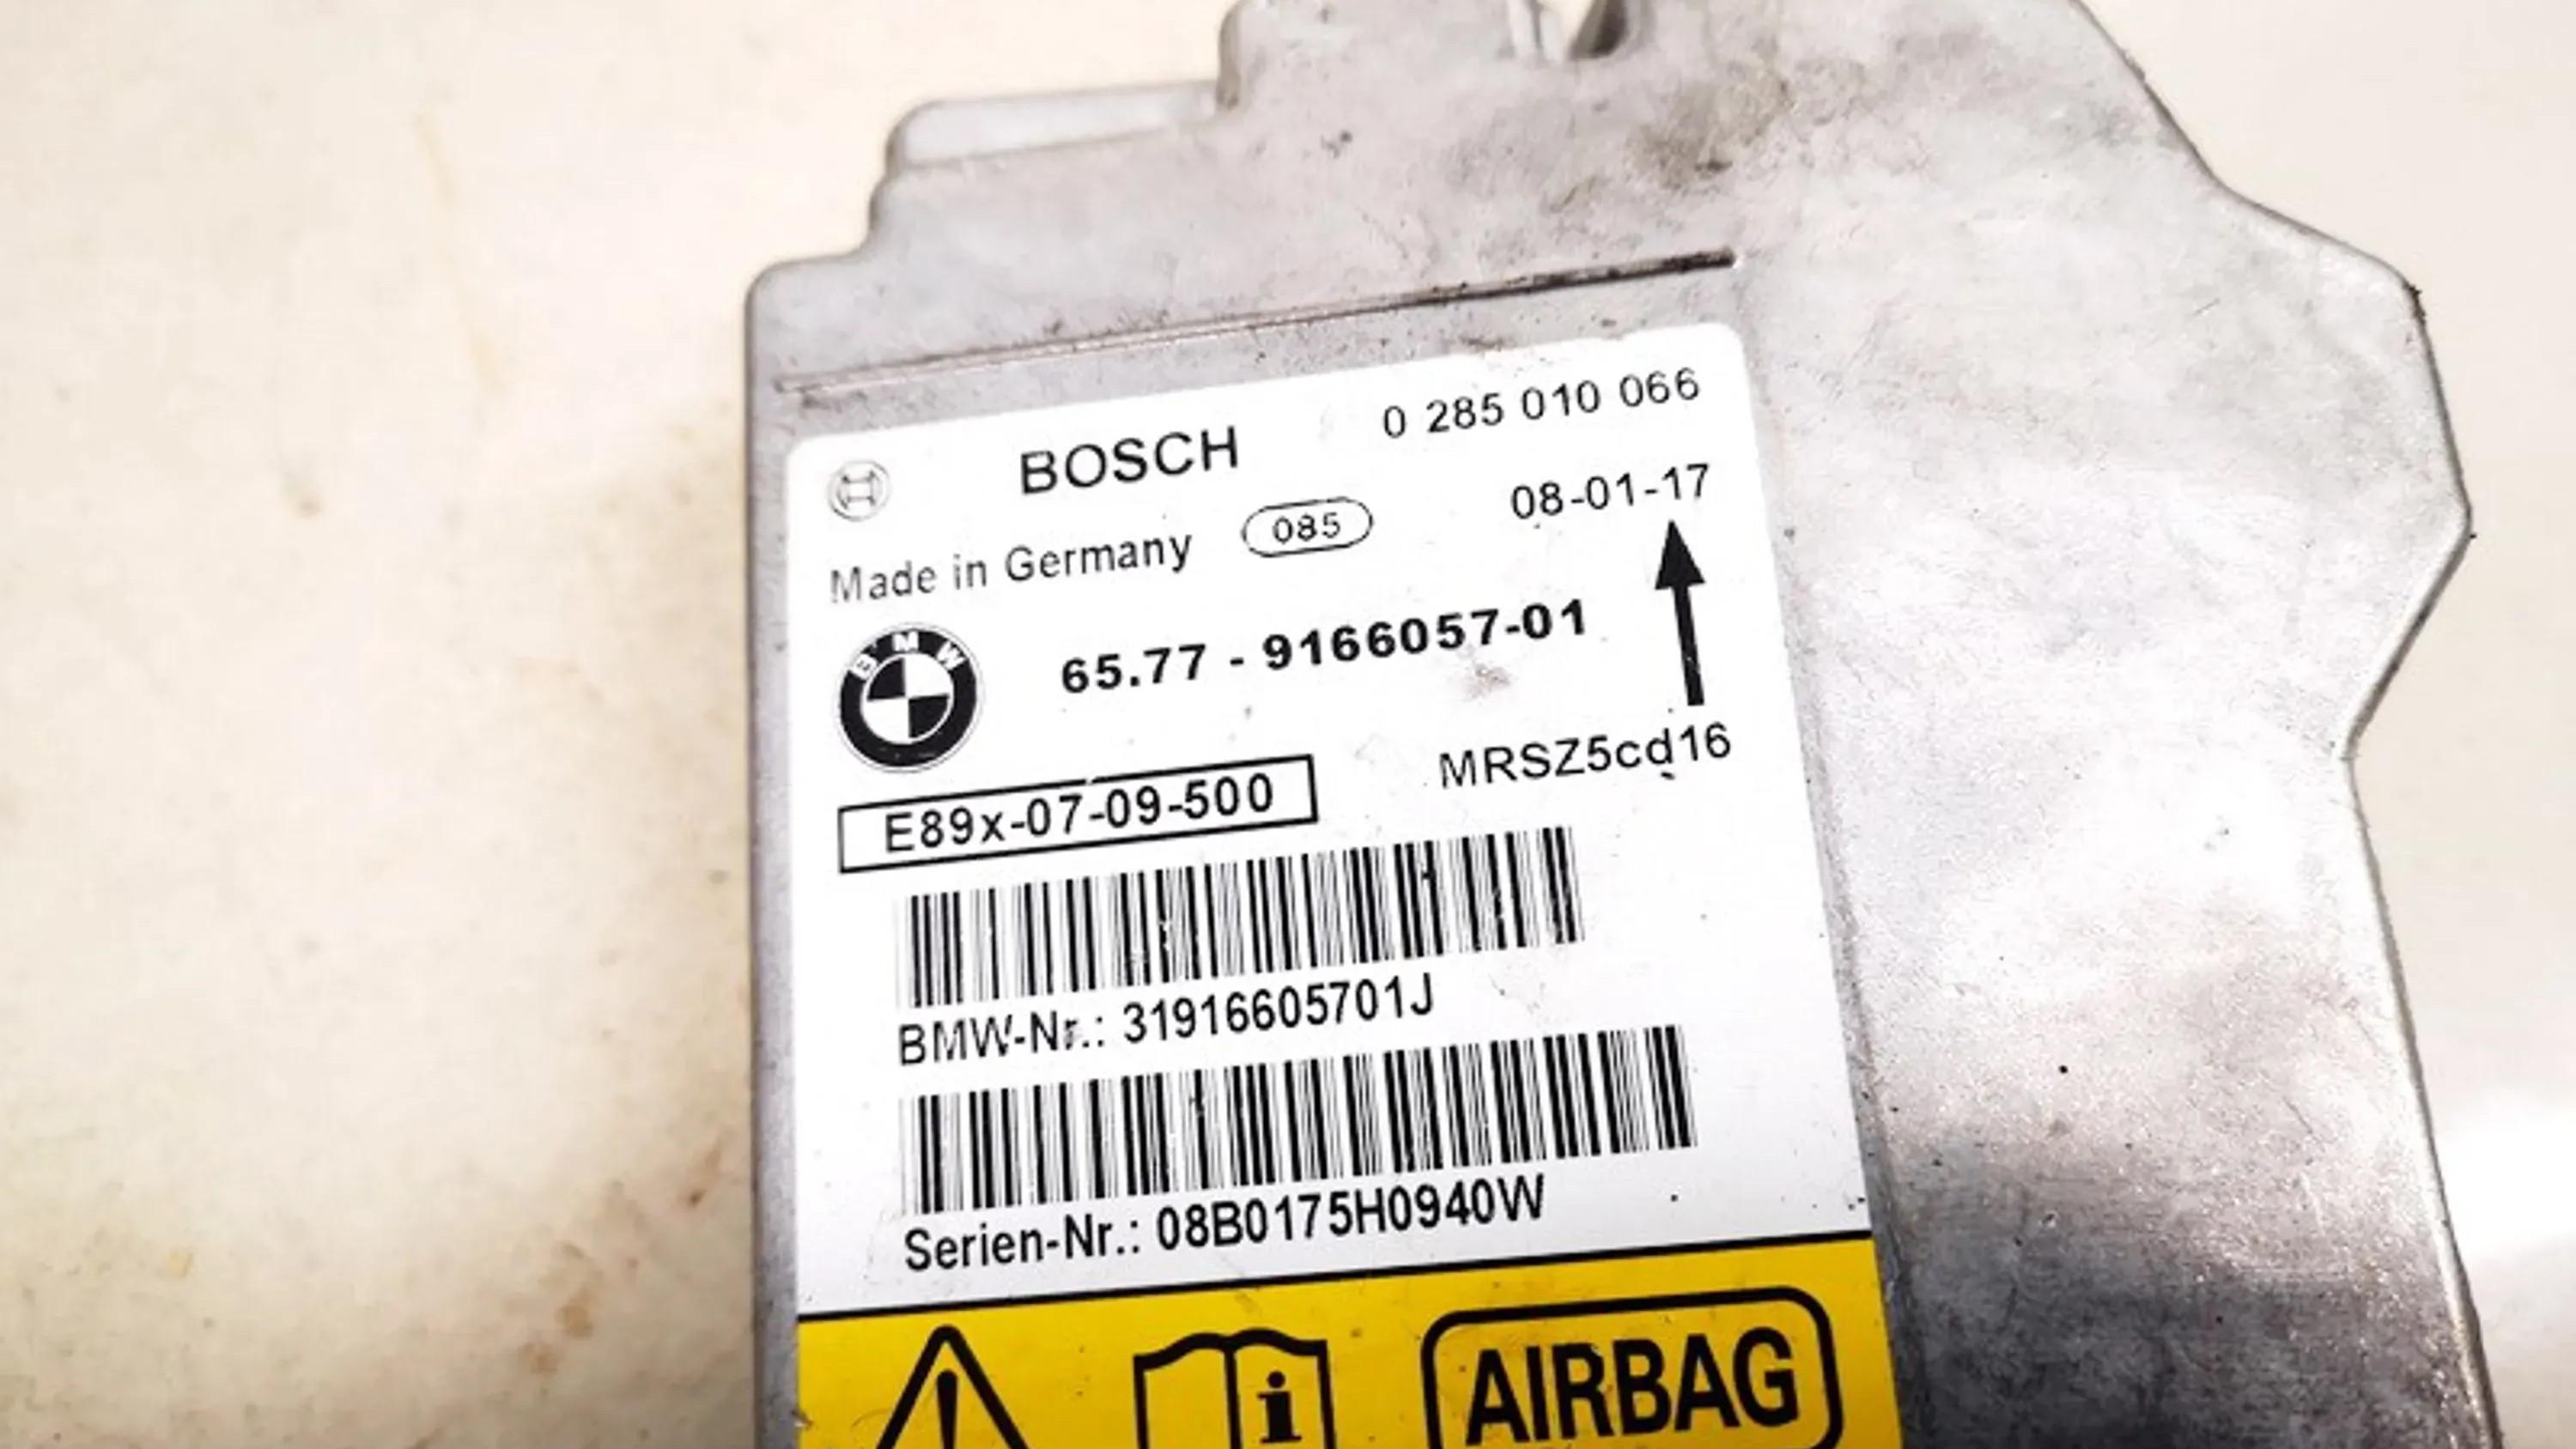 BOSCH 0 285 010 066
Made in Germany 085 08-01-17
BMW 65.77 - 9166057-01
E89x-07-09-500 MRSZ5cd16
BMW-Nr.: 31916605701J
Serien-Nr.: 08B0175H0940W
AIRBAG